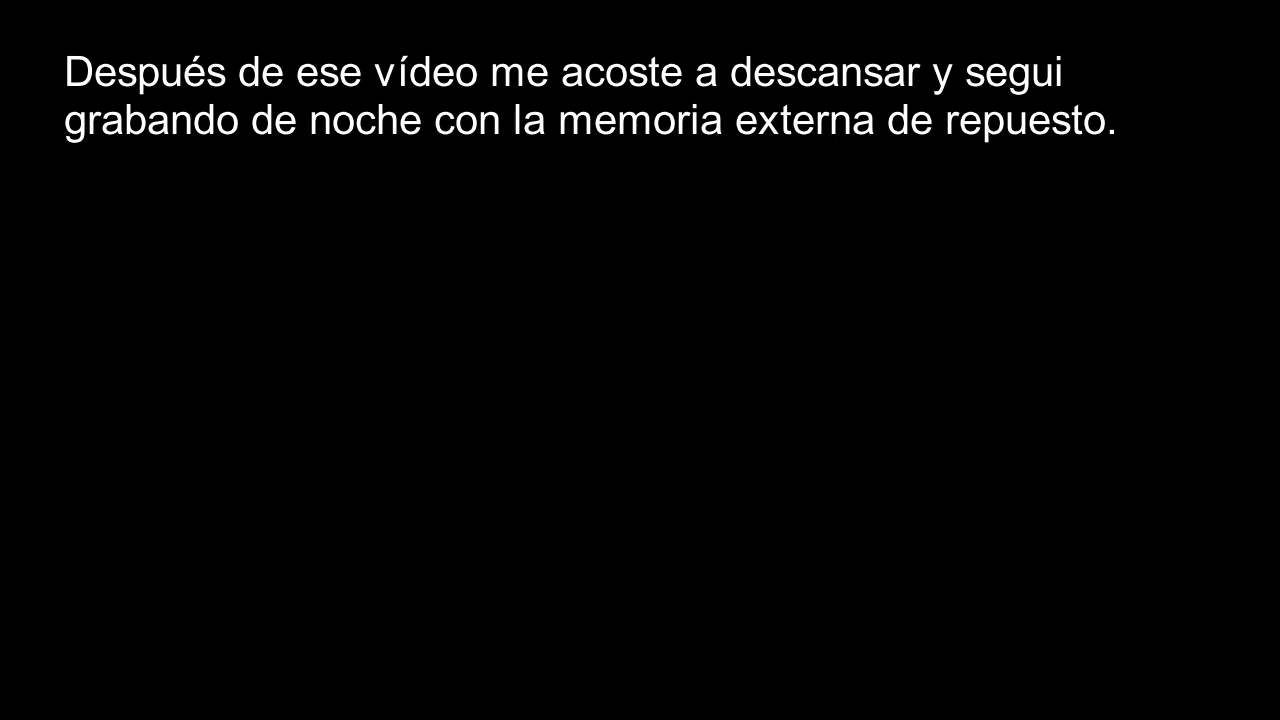 Después de ese vídeo me acoste a descansar y segui
grabando de noche con la memoria externa de repuesto.